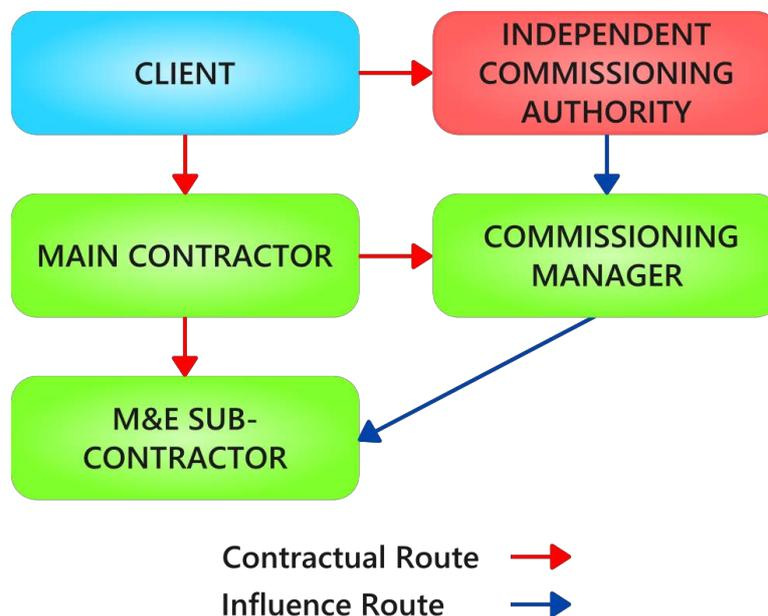 CLIENT
INDEPENDENT
COMMISSIONING
AUTHORITY
MAIN CONTRACTOR
COMMISSIONING
MANAGER
M&E SUB-
CONTRACTOR
Contractual Route
Influence Route